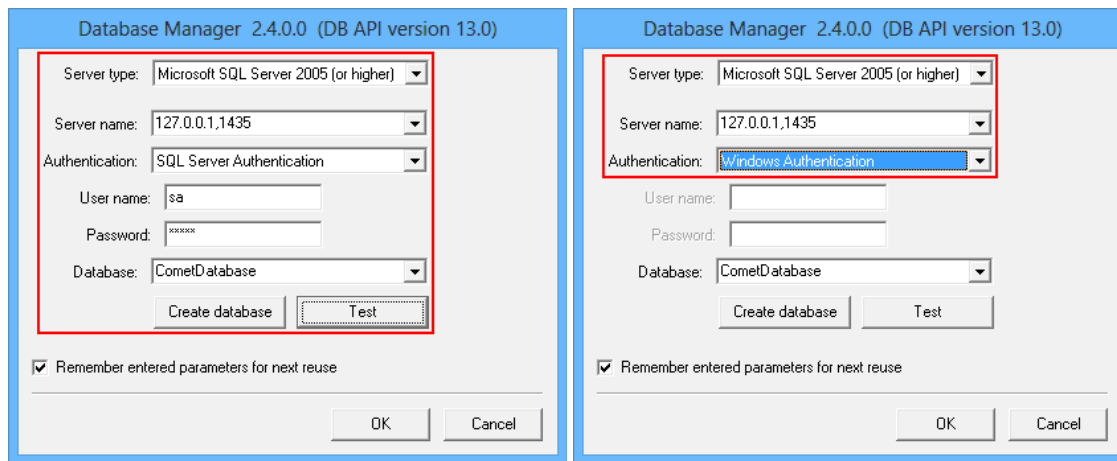 Database Manager 2.4.0.0 (DB API version 13.0)
Server type: Microsoft SQL Server 2005 (or higher)
Server name: 127.0.0.1,1435
Authentication: SQL Server Authentication
User name: sa
Password: xxxxx
Database: CometDatabase
Create database Test
Remember entered parameters for next reuse
OK Cancel
Database Manager 2.4.0.0 (DB API version 13.0)
Server type: Microsoft SQL Server 2005 (or higher)
Server name: 127.0.0.1,1435
Authentication: Windows Authentication
User name:
Password:
Database: CometDatabase
Create database Test
Remember entered parameters for next reuse
OK Cancel